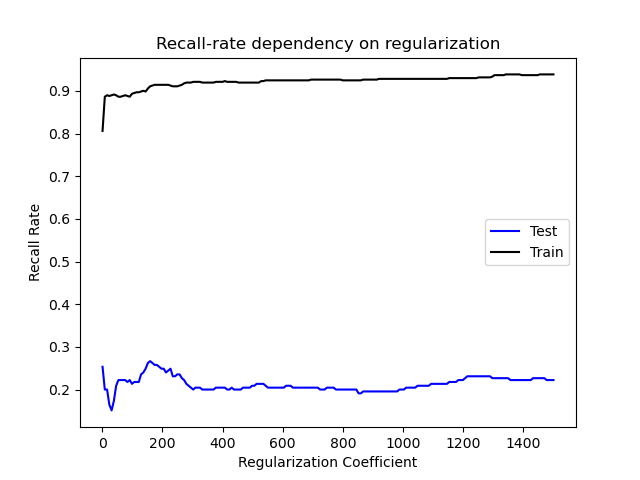 Recall-rate dependency on regularization
Recall Rate
0.9
0.8
0.7
0.6
0.5
0.4
0.3
0.2
Test
Train
0 200 400 600 800 1000 1200 1400
Regularization Coefficient